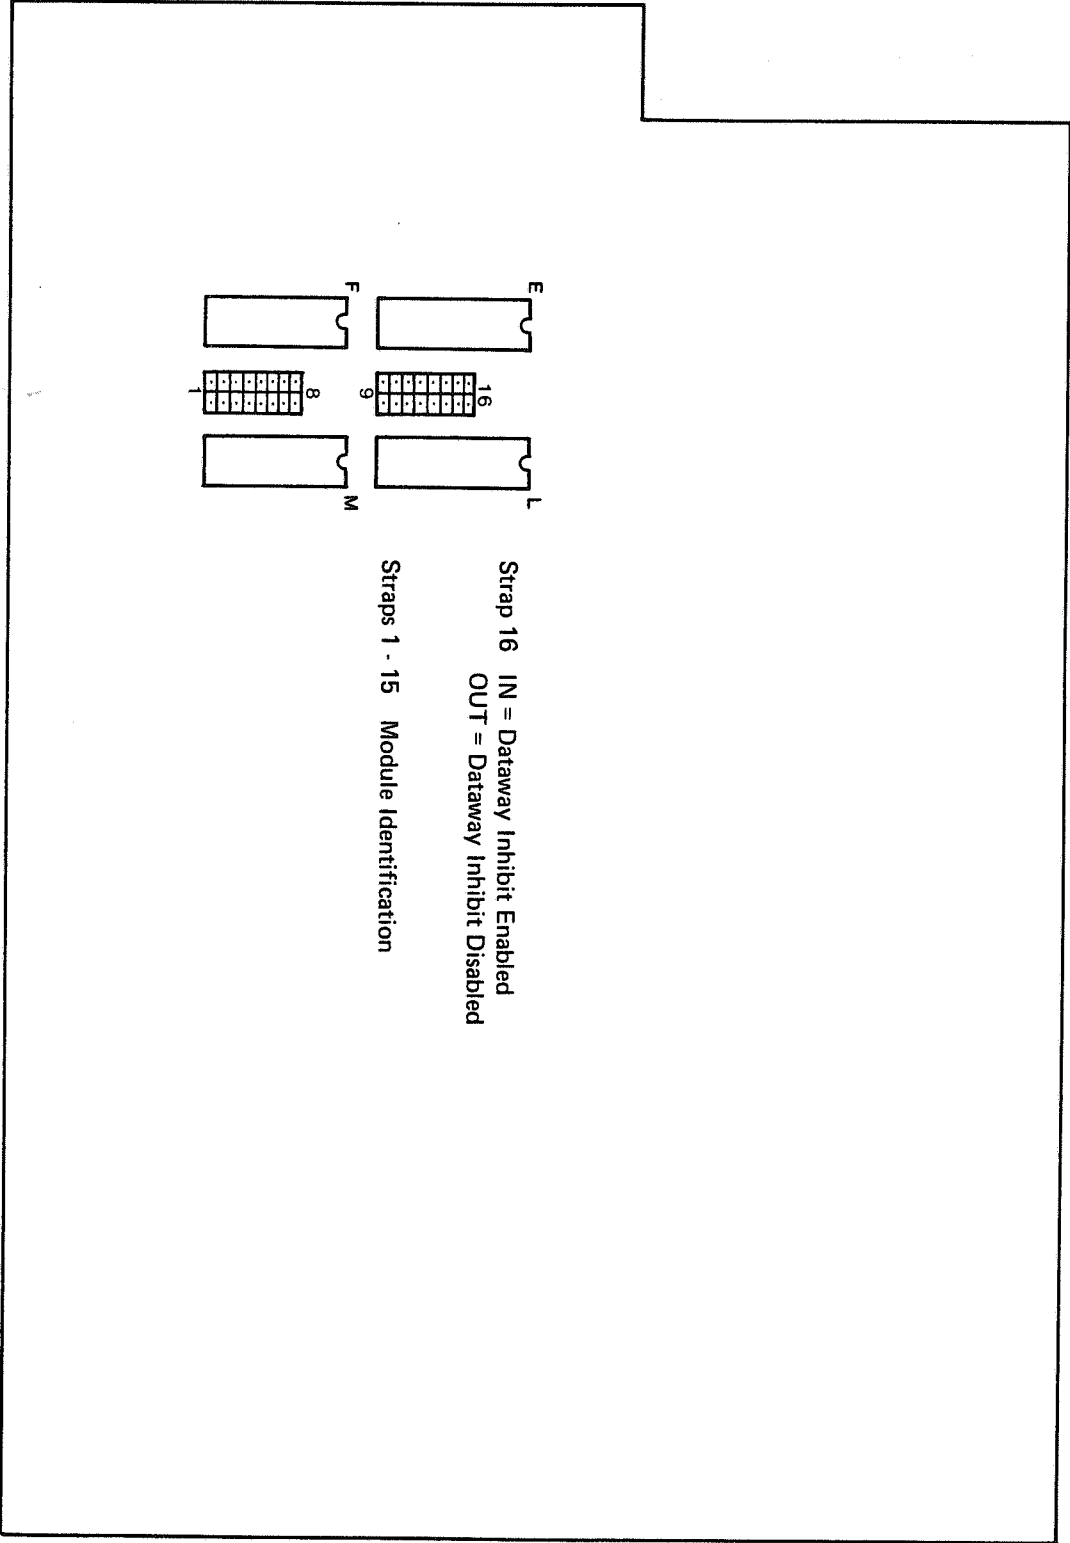 E
L
16
9
F
M
8
1
Strap 16 IN = Dataway Inhibit Enabled
OUT = Dataway Inhibit Disabled
Straps 1 - 15 Module Identification